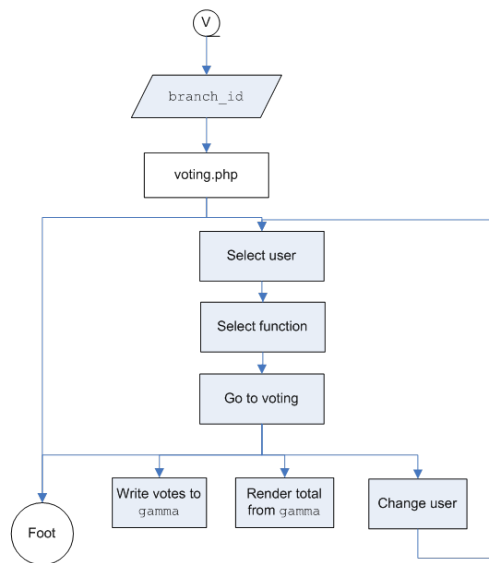 V
branch_id
voting.php
Select user
Select function
Go to voting
Write votes to
gamma
Render total
from gamma
Change user
Foot